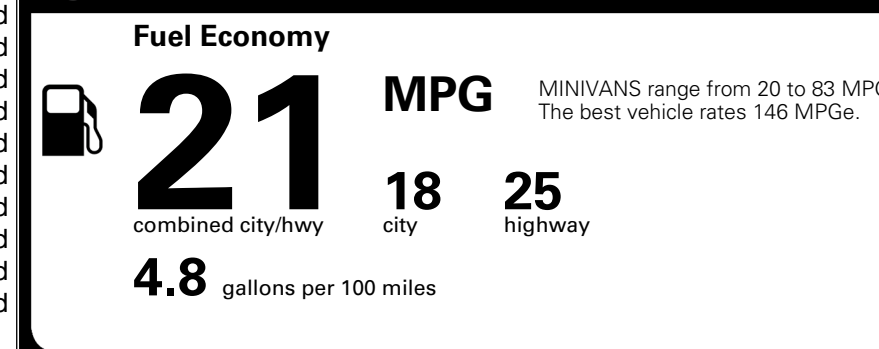 d
d
d
d
d
d
d
d
d
d
Fuel Economy
21
MPG
MINIVANS range from 20 to 83 MPG
The best vehicle rates 146 MPGe.
18
25
combined city/hwy
city
highway
4.8 gallons per 100 miles